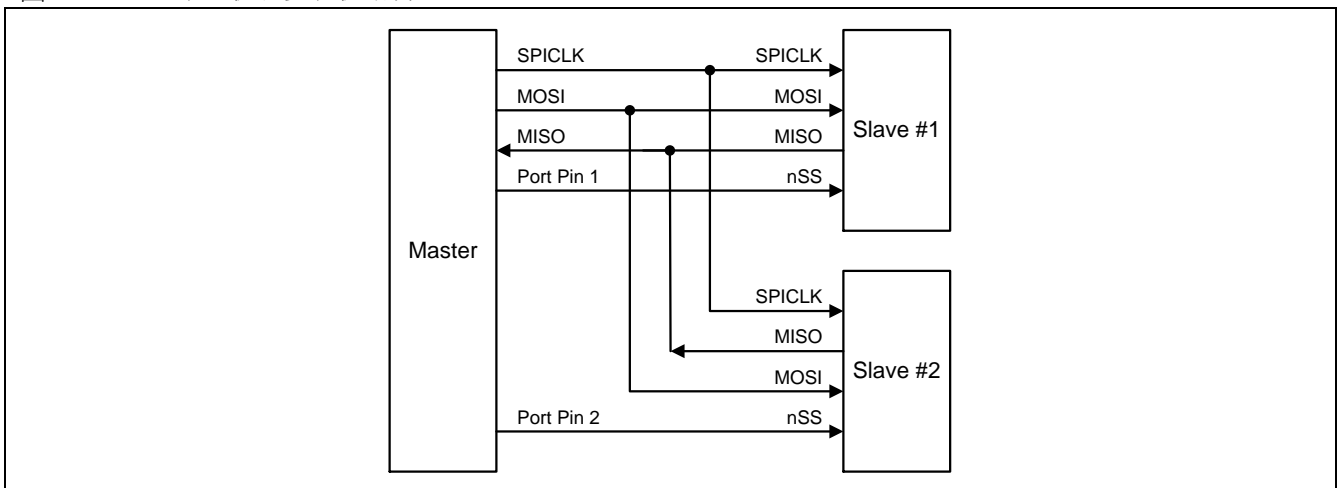 SPICLK SPICLK
MOSI MOSI
MISO MISO
Slave #1
Port Pin 1 nSS
Master
SPICLK
MISO
MOSI
Slave #2
Port Pin 2 nSS